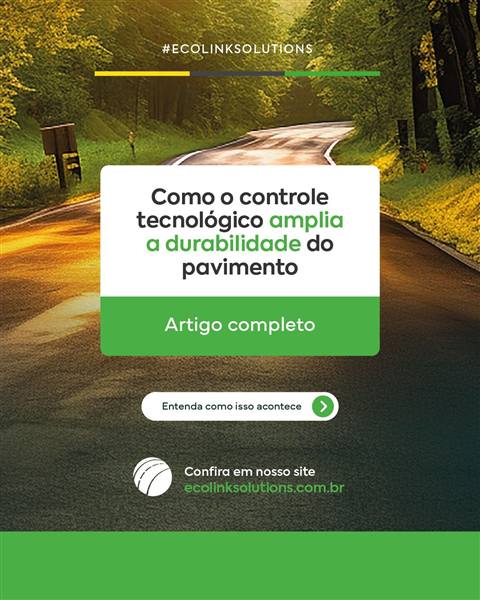 #ECOLINKSOLUTIONS
Como o controle
tecnológico amplia
a durabilidade do
pavimento
Artigo completo
Entenda como isso acontece
Confira em nosso site
ecolinksolutions.com.br